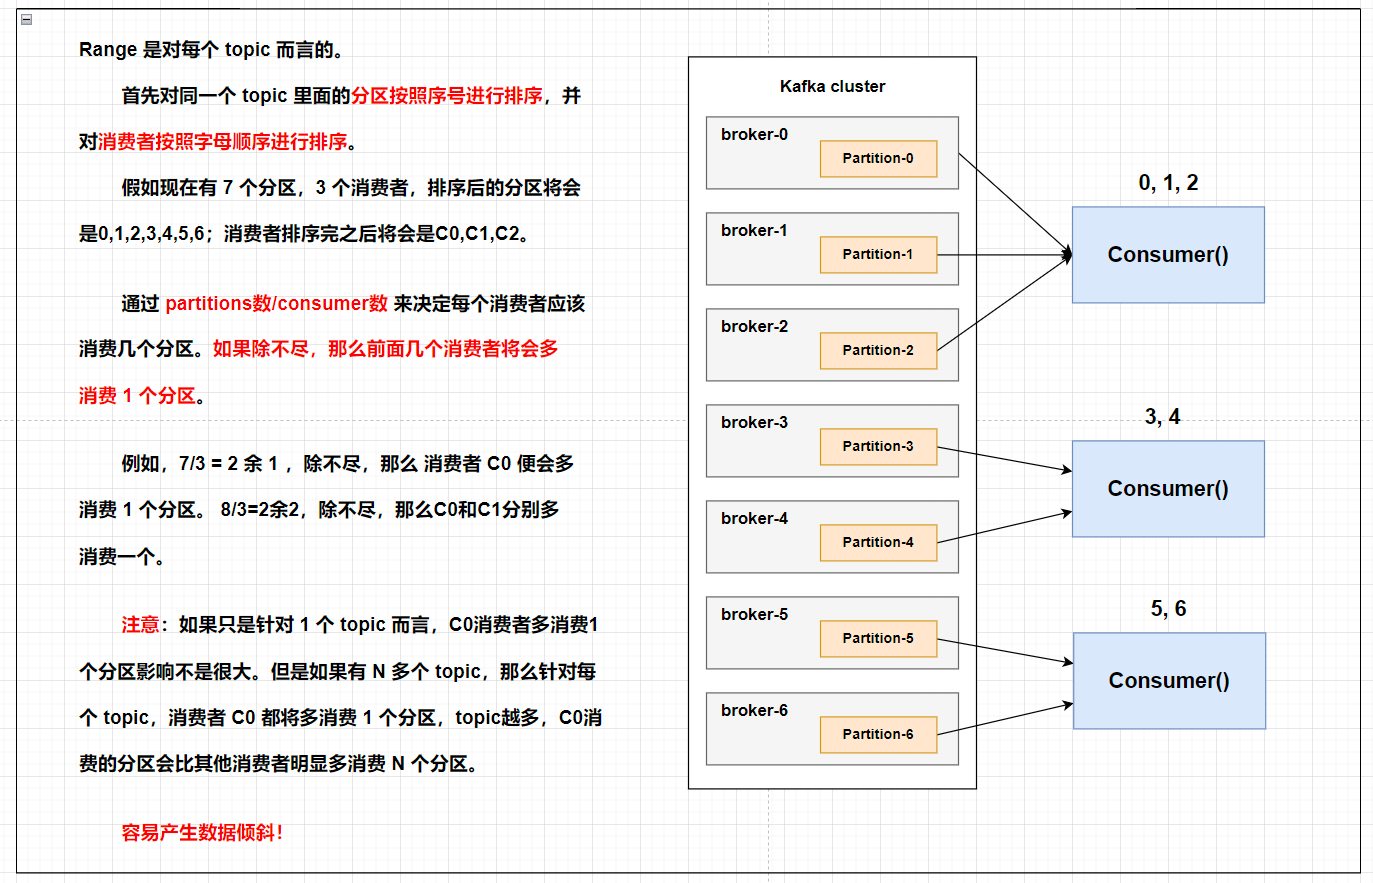 Range 是对每个 topic 而言的。
首先对同一个 topic 里面的分区按照序号进行排序，并
对消费者按照字母顺序进行排序。
假如现在有 7 个分区，3 个消费者，排序后的分区将会
是0,1,2,3,4,5,6；消费者排序完之后将会是C0,C1,C2。
通过 partitions数/consumer数 来决定每个消费者应该
消费几个分区。如果除不尽，那么前面几个消费者将会多
消费 1 个分区。
例如，7/3 = 2 余 1 ，除不尽，那么 消费者 C0 便会多
消费 1 个分区。 8/3=2余2，除不尽，那么C0和C1分别多
消费一个。
注意：如果只是针对 1 个 topic 而言，C0消费者多消费1
个分区影响不是很大。但是如果有 N 多个 topic，那么针对每
个 topic，消费者 C0 都将多消费 1 个分区，topic越多，C0消
费的分区会比其他消费者明显多消费 N 个分区。
容易产生数据倾斜！
Kafka cluster
broker-0
Partition-0
broker-1
Partition-1
broker-2
Partition-2
broker-3
Partition-3
broker-4
Partition-4
broker-5
Partition-5
broker-6
Partition-6
0, 1, 2
Consumer()
3, 4
Consumer()
5, 6
Consumer()